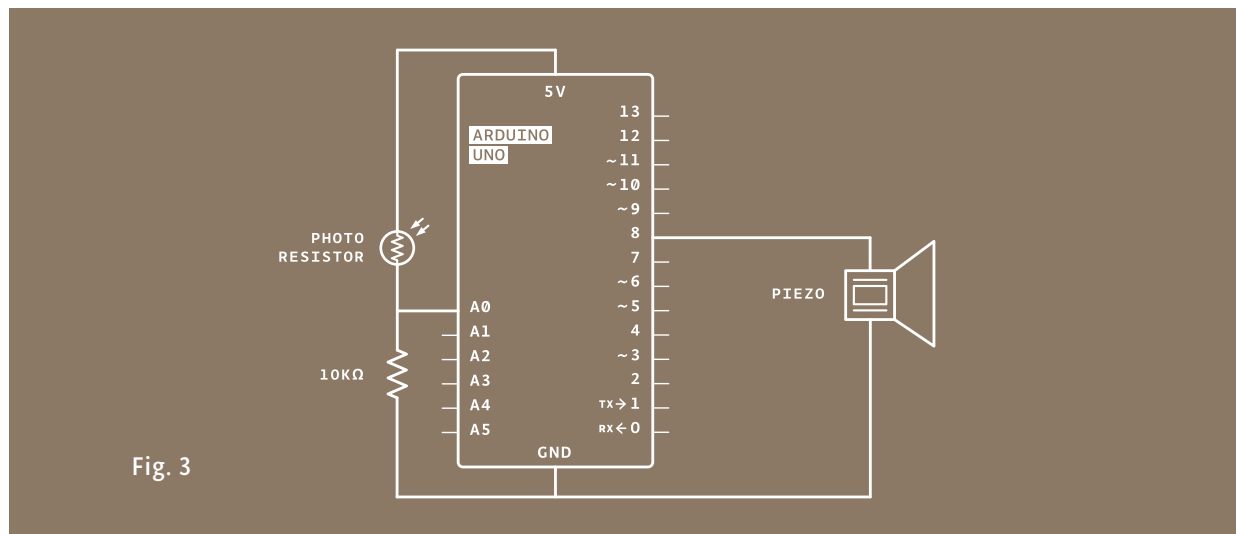 5V
ARDUINO
UNO
13
12
~11
~10
~9
8
7
~6
~5
4
~3
2
TX→1
RX←0
PHOTO
RESISTOR
A0
A1
A2
A3
A4
A5
10KΩ
PIEZO
GND
Fig. 3